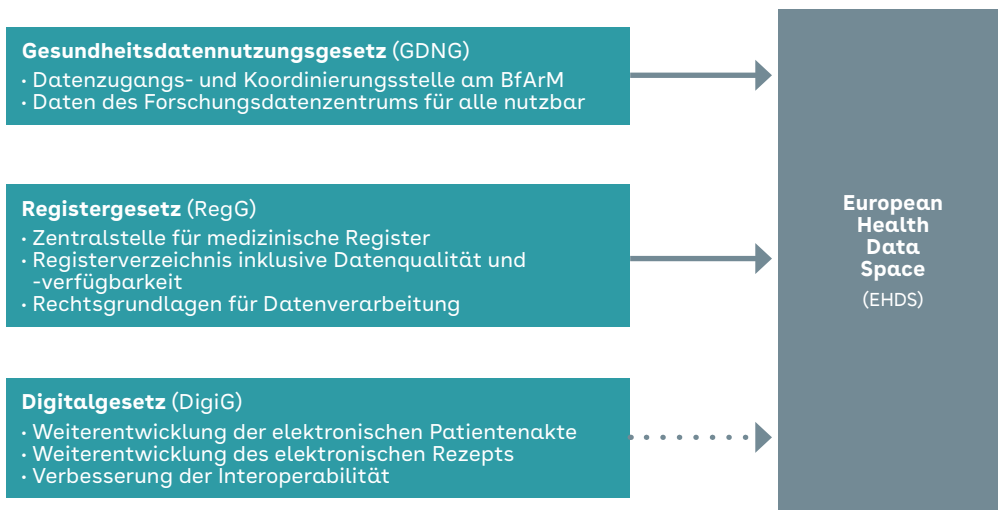 Gesundheitsdatennutzungsgesetz (GDNG)
· Datenzugangs- und Koordinierungsstelle am BfArM
· Daten des Forschungsdatenzentrums für alle nutzbar
Registergesetz (RegG)
· Zentralstelle für medizinische Register
· Registerverzeichnis inklusive Datenqualität und
-verfügbarkeit
· Rechtsgrundlagen für Datenverarbeitung
Digitalgesetz (DigiG)
· Weiterentwicklung der elektronischen Patientenakte
· Weiterentwicklung des elektronischen Rezepts
· Verbesserung der Interoperabilität
European
Health
Data
Space
(EHDS)